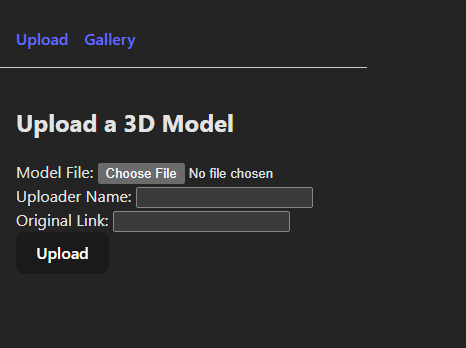 Upload Gallery
Upload a 3D Model
Model File: Choose File No file chosen
Uploader Name:
Original Link:
Upload